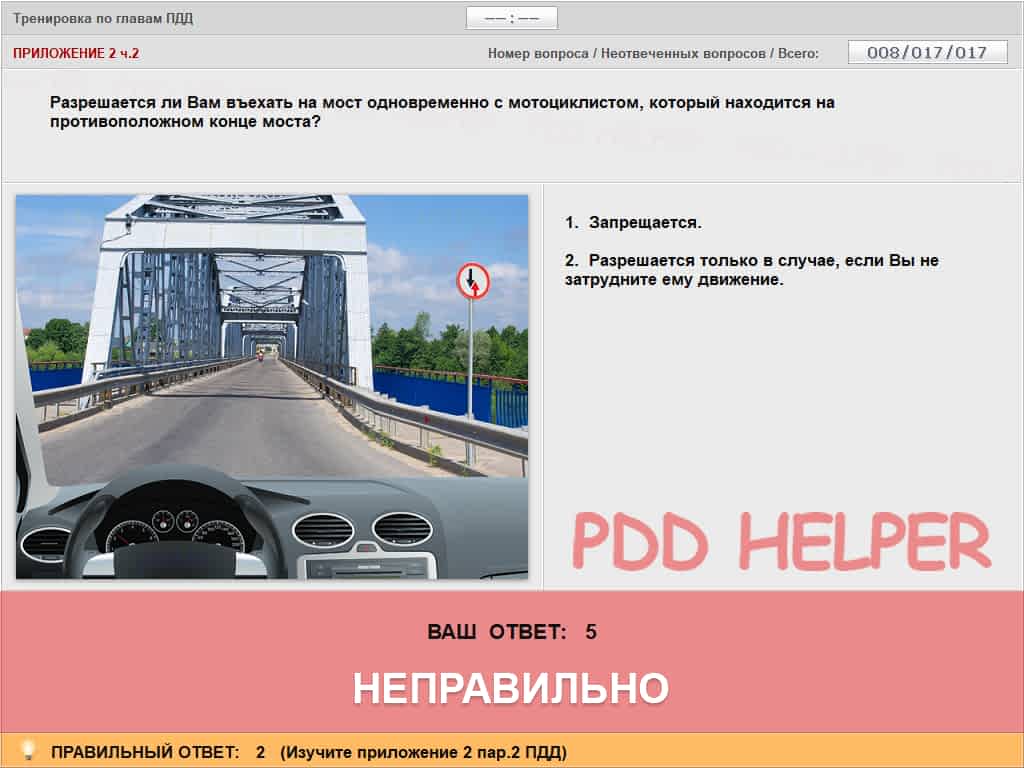 Тренировка по главам ПДД
—— : ——
ПРИЛОЖЕНИЕ 2 ч.2
Номер вопроса / Неотвеченных вопросов / Всего:
008/017/017
Разрешается ли Вам въехать на мост одновременно с мотоциклистом, который находится на
противоположном конце моста?
1. Запрещается.
2. Разрешается только в случае, если Вы не
затрудните ему движение.
PDD HELPER
ВАШ ОТВЕТ: 5
НЕПРАВИЛЬНО
ПРАВИЛЬНЫЙ ОТВЕТ: 2 (Изучите приложение 2 пар.2 ПДД)